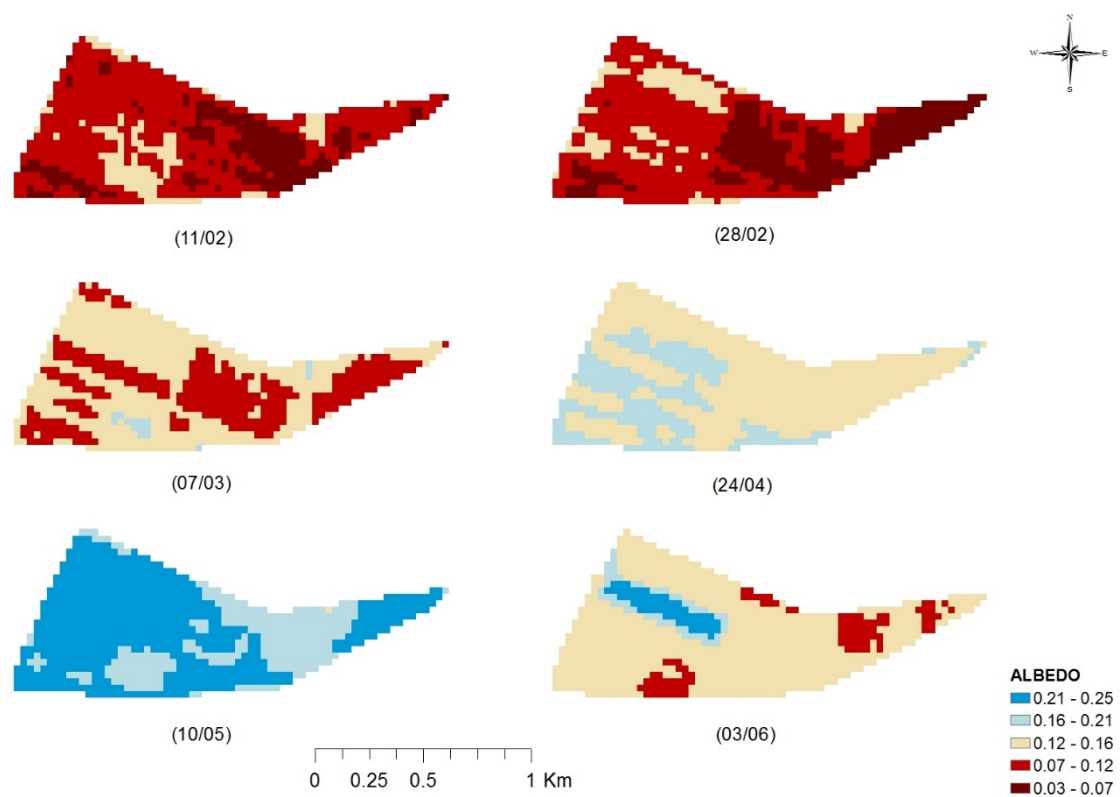 N
W E
S
(11/02) (28/02)
(07/03) (24/04)
(10/05) (03/06)
0 0.25 0.5 1 Km
ALBEDO
0.21 - 0.25
0.16 - 0.21
0.12 - 0.16
0.07 - 0.12
0.03 - 0.07